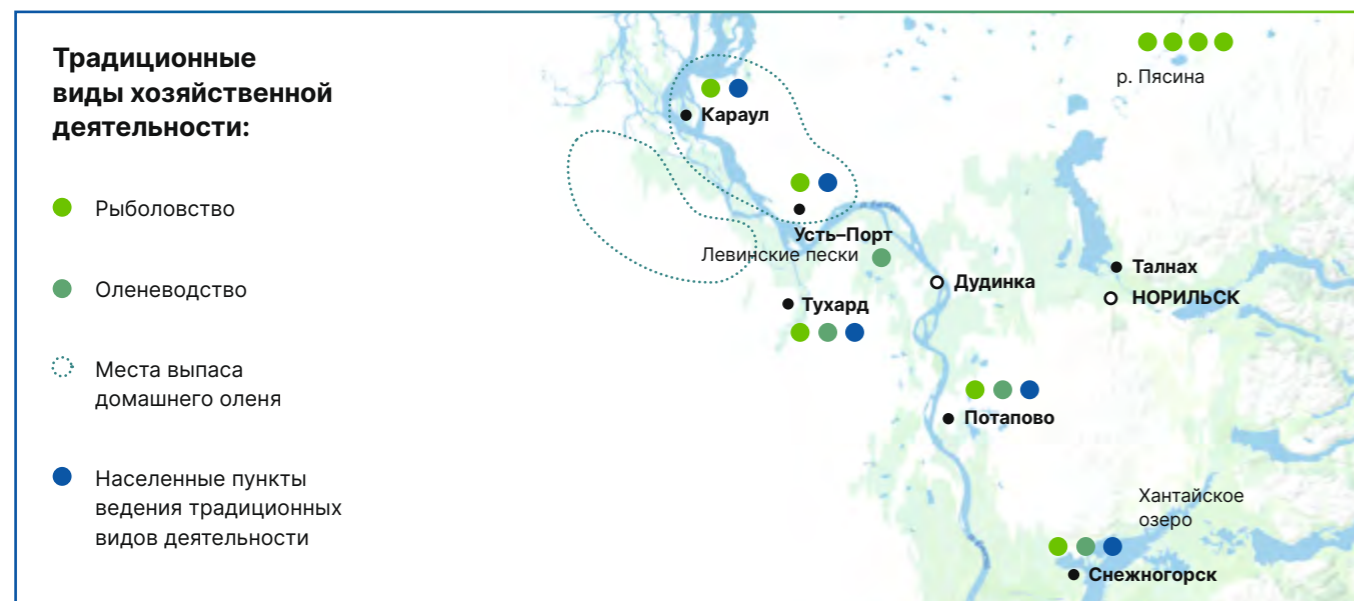 Традиционные
виды хозяйственной
деятельности:
Рыболовство
Оленеводство
Места выпаса
домашнего оленя
Населенные пункты
ведения традиционных
видов деятельности
р. Пясина
Караул
Усть–Порт
Левинские пески
Талнах
Дудинка
НОРИЛЬСК
Тухард
Потапово
Хантайское
озеро
Снежногорск